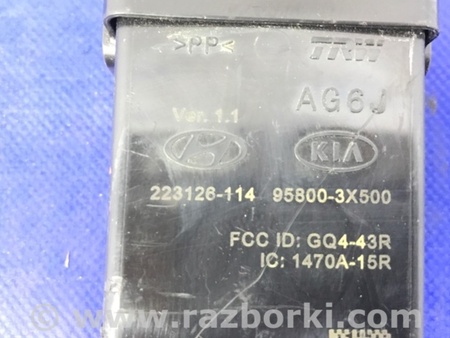 >PP<
TRW
AG6J
Ver. 1.1
KIA
223126-114 95800-3X500
FCC ID: GQ4-43R
IC: 1470A-15R
www.razborki.com